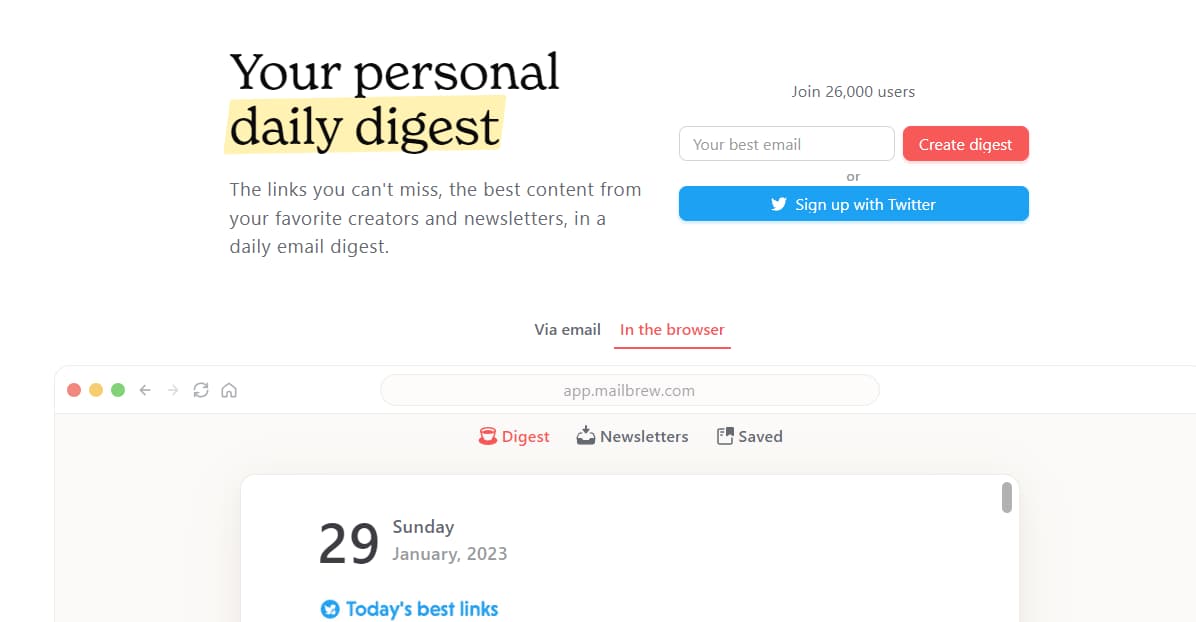 Your personal
daily digest
The links you can't miss, the best content from
your favorite creators and newsletters, in a
daily email digest.
Join 26,000 users
Your best email
Create digest
or
Sign up with Twitter
Via email
In the browser
app.mailbrew.com
Digest
Newsletters
Saved
29
Sunday
January, 2023
Today's best links